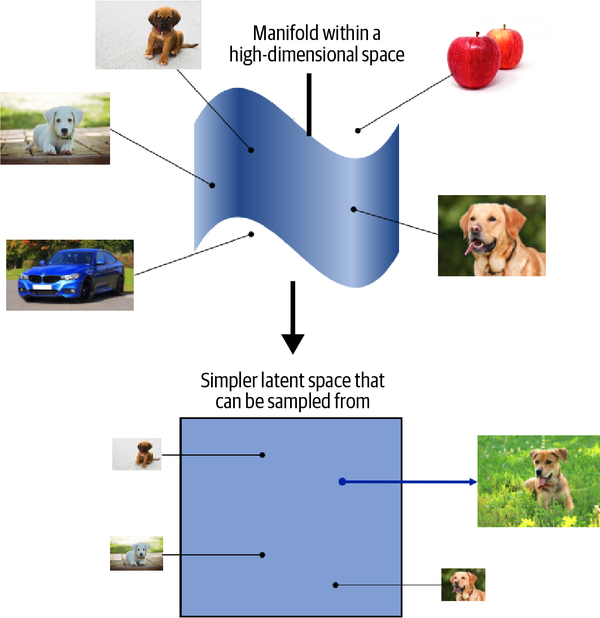 Manifold within a
high-dimensional space
Simpler latent space that
can be sampled from